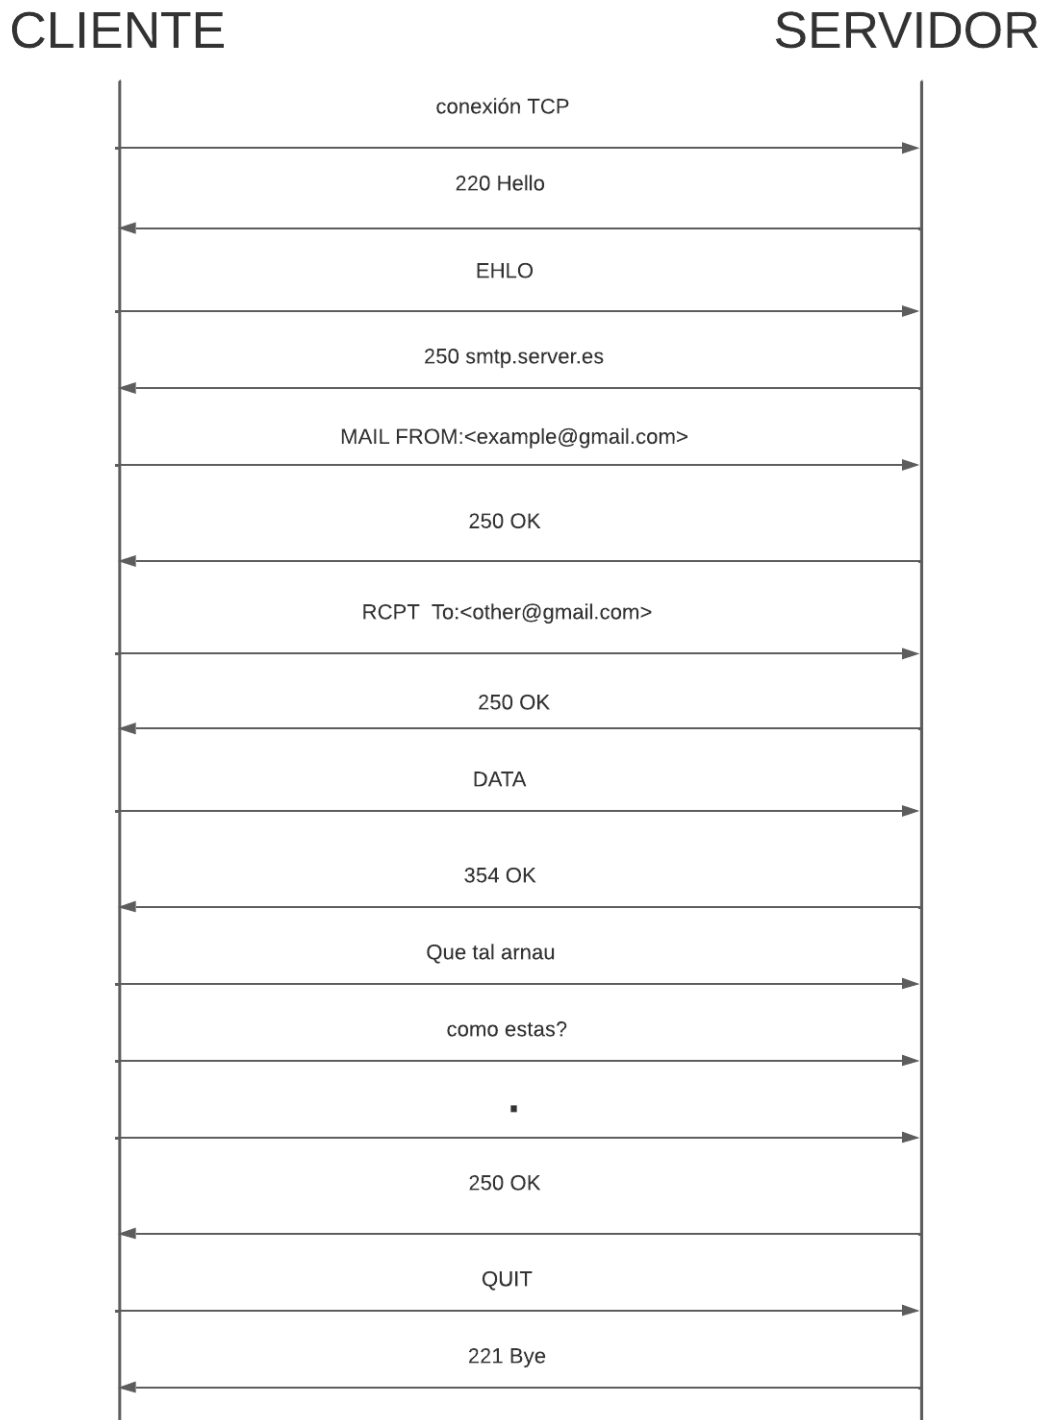 CLIENTE
SERVIDOR
conexión TCP
220 Hello
EHLO
250 smtp.server.es
MAIL FROM:<example@gmail.com>
250 OK
RCPT  To:<other@gmail.com>
250 OK
DATA
354 OK
Que tal arnau
como estas?
.
250 OK
QUIT
221 Bye